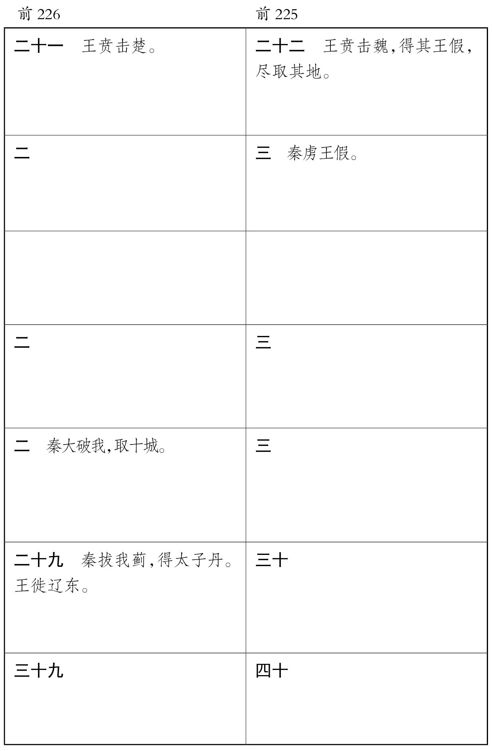 前 226　前 225
二十一　王贲击楚。
二十二　王贲击魏，得其王假，
尽取其地。
二
三　秦虏王假。
二
三
二　秦大破我，取十城。
三
二十九　秦拔我蓟，得太子丹。
王徙辽东。
三十
三十九
四十